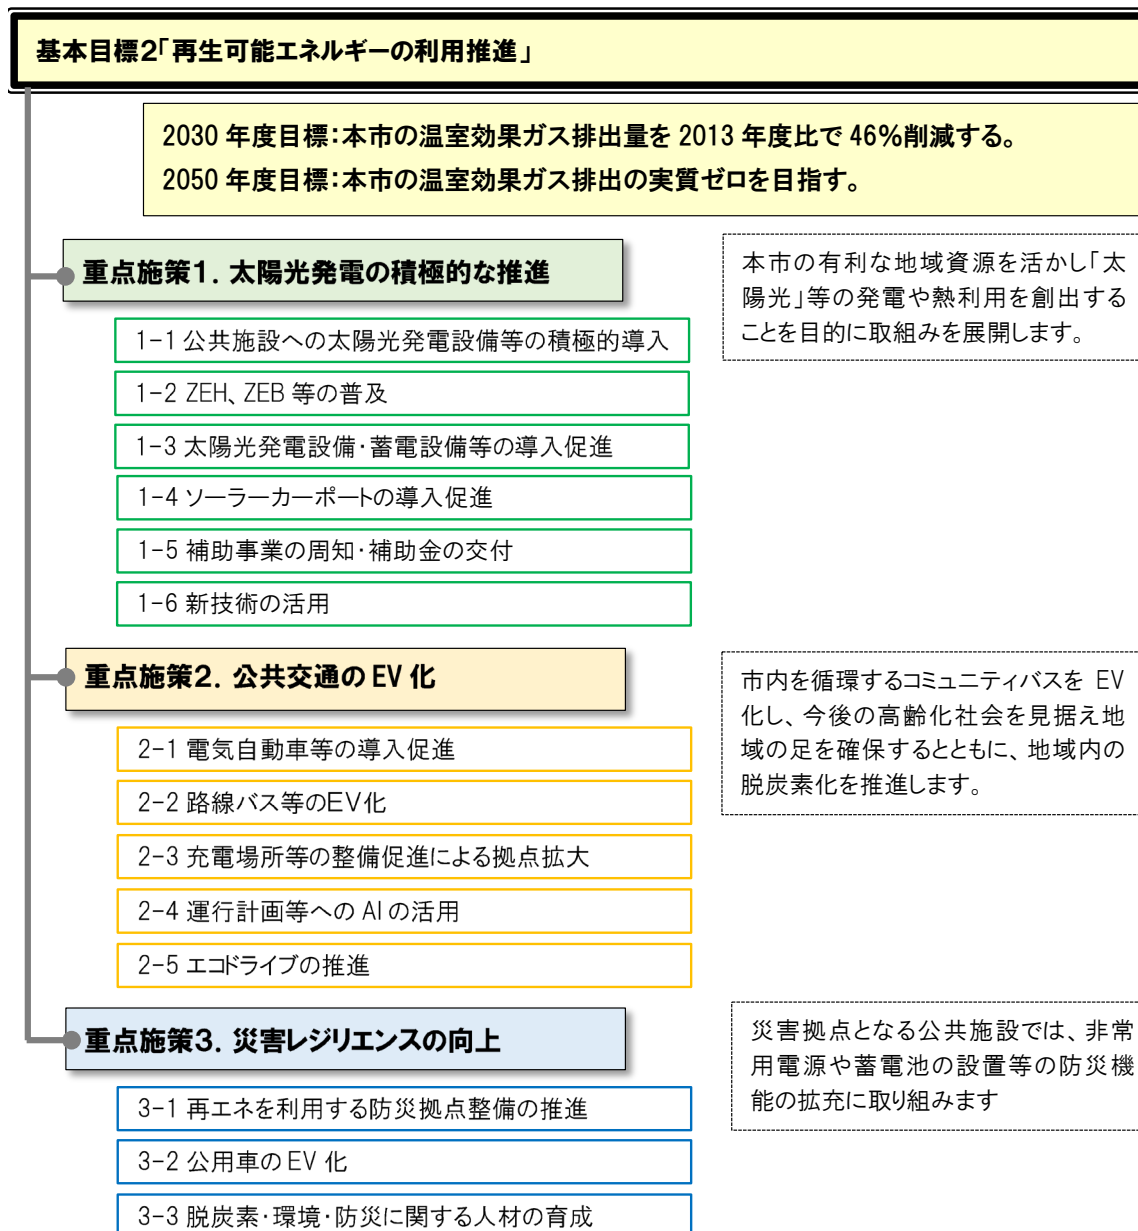 基本目標2「再生可能エネルギーの利用推進」
2030 年度目標：本市の温室効果ガス排出量を 2013 年度比で 46％削減する。
2050 年度目標：本市の温室効果ガス排出の実質ゼロを目指す。
重点施策1．太陽光発電の積極的な推進
本市の有利な地域資源を活かし「太
陽光」等の発電や熱利用を創出する
ことを目的に取組みを展開します。
1-1 公共施設への太陽光発電設備等の積極的導入
1-2 ZEH、ZEB 等の普及
1-3 太陽光発電設備・蓄電設備等の導入促進
1-4 ソーラーカーポートの導入促進
1-5 補助事業の周知・補助金の交付
1-6 新技術の活用
重点施策2．公共交通の EV 化
市内を循環するコミュニティバスを EV
化し、今後の高齢化社会を見据え地
域の足を確保するとともに、地域内の
脱炭素化を推進します。
2-1 電気自動車等の導入促進
2-2 路線バス等のＥＶ化
2-3 充電場所等の整備促進による拠点拡大
2-4 運行計画等への AI の活用
2-5 エコドライブの推進
重点施策3．災害レジリエンスの向上
災害拠点となる公共施設では、非常
用電源や蓄電池の設置等の防災機
能の拡充に取り組みます
3-1 再エネを利用する防災拠点整備の推進
3-2 公用車の EV 化
3-3 脱炭素・環境・防災に関する人材の育成